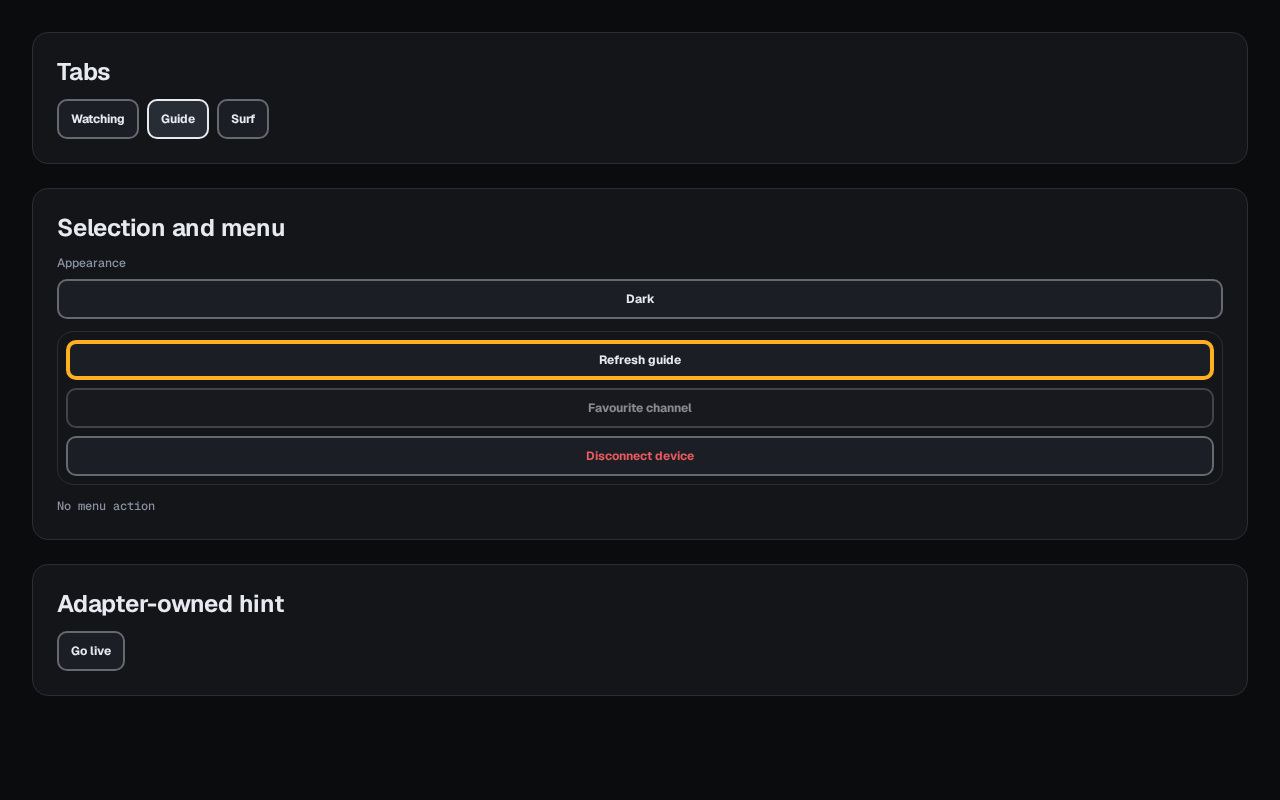 Tabs
Watching
Guide
Surf
Selection and menu
Appearance
Dark
Refresh guide
Favourite channel
Disconnect device
No menu action
Adapter-owned hint
Go live